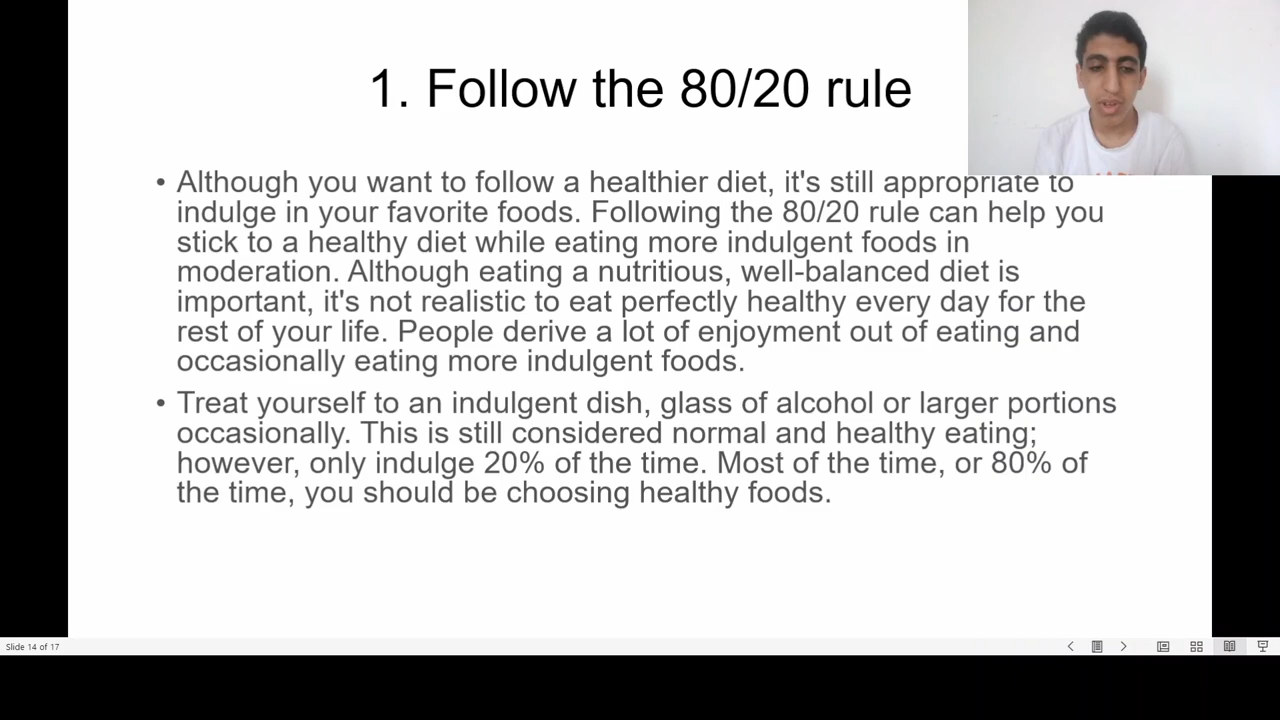 1. Follow the 80/20 rule
• Although you want to follow a healthier diet, it's still appropriate to
indulge in your favorite foods. Following the 80/20 rule can help you
stick to a healthy diet while eating more indulgent foods in
moderation. Although eating a nutritious, well-balanced diet is
important, it's not realistic to eat perfectly healthy every day for the
rest of your life. People derive a lot of enjoyment out of eating and
occasionally eating more indulgent foods.
• Treat yourself to an indulgent dish, glass of alcohol or larger portions
occasionally. This is still considered normal and healthy eating;
however, only indulge 20% of the time. Most of the time, or 80% of
the time, you should be choosing healthy foods.
Slide 14 of 17